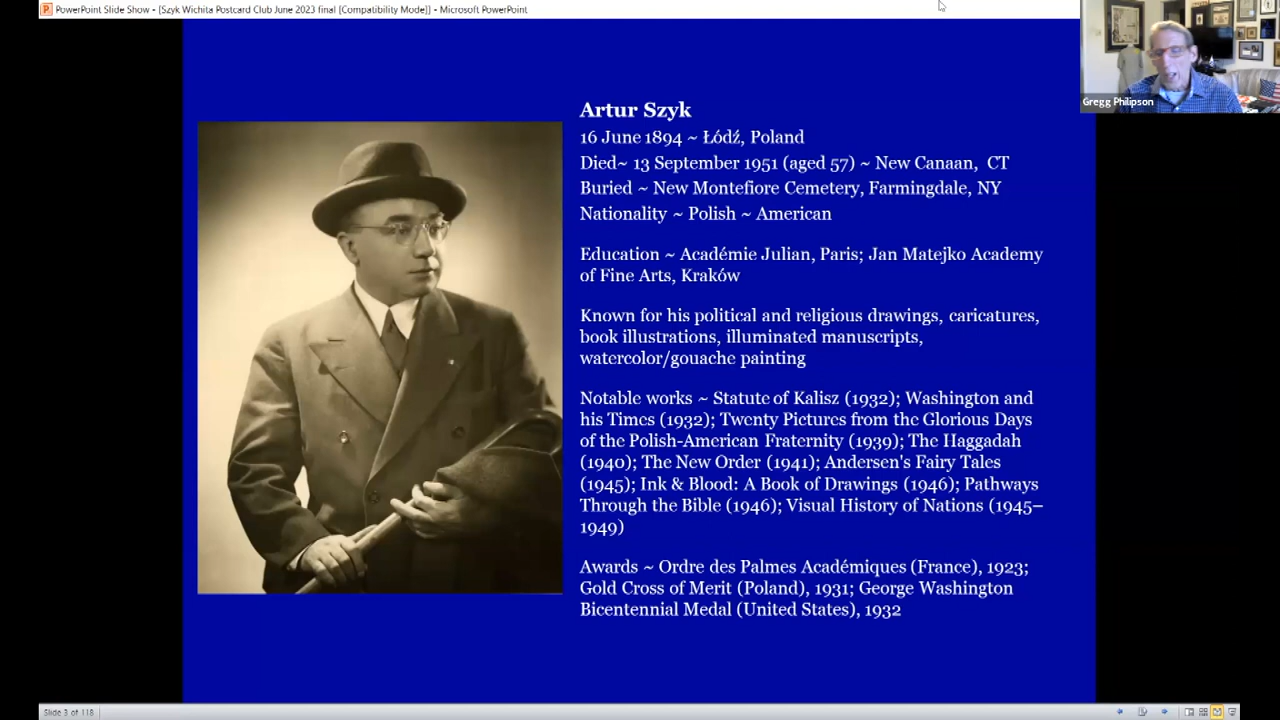 PowerPoint Slide Show - [Szyk Wichita Postcard Club June 2023 final [Compatibility Mode]] - Microsoft PowerPoint
Gregg Philipson
Artur Szyk
16 June 1894 ~ Łódź, Poland
Died~ 13 September 1951 (aged 57) ~ New Canaan, CT
Buried ~ New Montefiore Cemetery, Farmingdale, NY
Nationality ~ Polish ~ American
Education ~ Académie Julian, Paris; Jan Matejko Academy
of Fine Arts, Kraków
Known for his political and religious drawings, caricatures,
book illustrations, illuminated manuscripts,
watercolor/gouache painting
Notable works ~ Statute of Kalisz (1932); Washington and
his Times (1932); Twenty Pictures from the Glorious Days
of the Polish-American Fraternity (1939); The Haggadah
(1940); The New Order (1941); Andersen's Fairy Tales
(1945); Ink & Blood: A Book of Drawings (1946); Pathways
Through the Bible (1946); Visual History of Nations (1945–
1949)
Awards ~ Ordre des Palmes Académiques (France), 1923;
Gold Cross of Merit (Poland), 1931; George Washington
Bicentennial Medal (United States), 1932
Slide 3 of 118